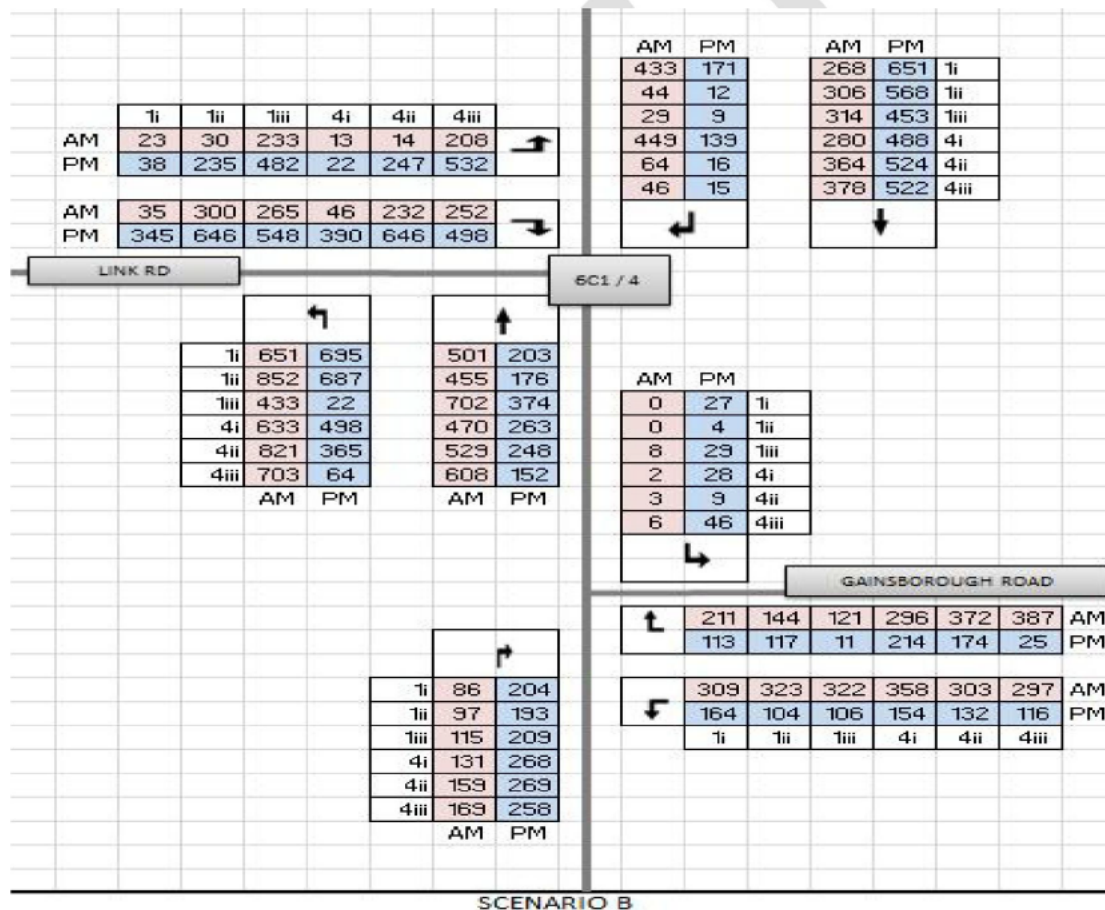 AM PM AM PM
433 171 268 651 1i
44 12 306 568 1ii
1i 1ii 1iii 4i 4ii 4iii 29 9 314 453 1iii
AM 23 30 233 13 14 208 449 139 280 488 4i
PM 38 235 482 22 247 532 64 16 364 524 4ii
46 15 378 522 4iii
AM 35 300 265 46 232 252
PM 345 646 548 390 646 498
LINK RD
6C1 / 4
1i 651 695 501 203
1ii 852 687 455 176 AM PM
1iii 433 22 702 374 0 27 1i
4i 633 498 470 263 0 4 1ii
4ii 821 365 529 248 8 29 1iii
4iii 703 64 608 152 2 28 4i
AM PM AM PM 3 9 4ii
6 46 4iii
GAINSBOROUGH ROAD
211 144 121 296 372 387 AM
113 117 11 214 174 25 PM
1i 86 204 309 323 322 358 303 297 AM
1ii 97 193 164 104 106 154 132 116 PM
1iii 115 209 1i 1ii 1iii 4i 4ii 4iii
4i 131 268
4ii 159 269
4iii 169 258
AM PM
SCENARIO B